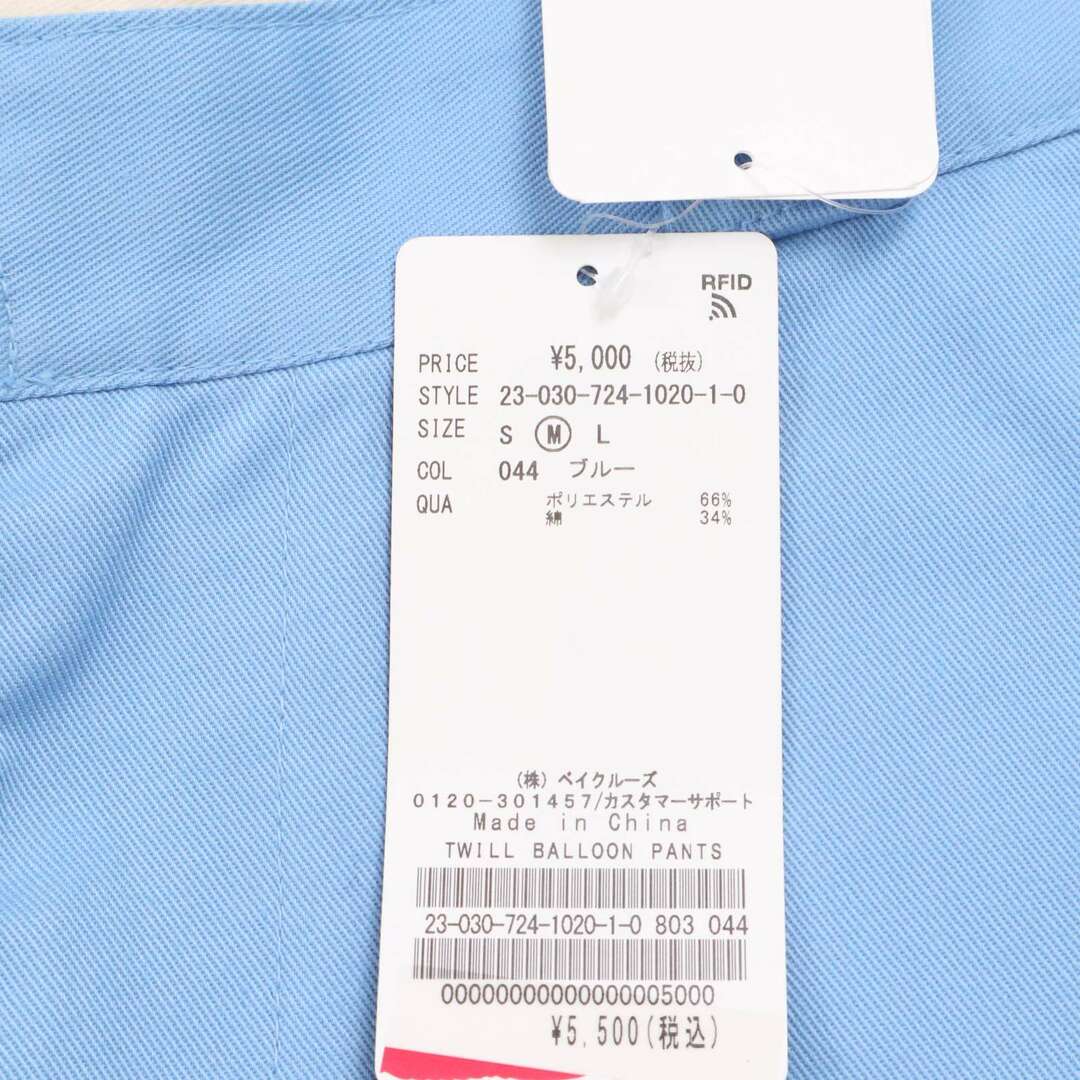 RFID
PRICE ¥5,000 (税抜)
STYLE 23-030-724-1020-1-0
SIZE S M L
COL 044 ブルー
QUA ポリエステル 66%
綿 34%
(株)ベイクルーズ
0120-301457/カスタマーサポート
Made in China
TWILL BALLOON PANTS
23-030-724-1020-1-0 803 044
00000000000000005000
¥5,500(税込)